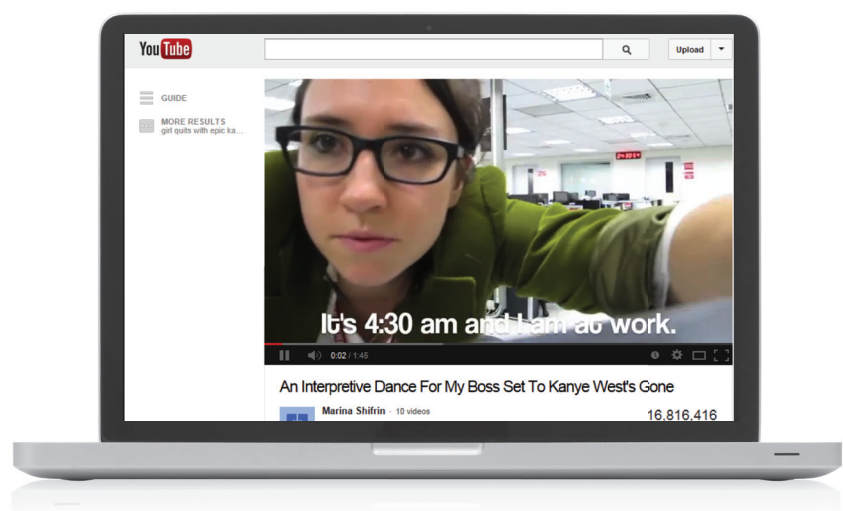 YouTube
Upload
GUIDE
MORE RESULTS
girl quits with epic ka...
It's 4:30 am and I am at work.
0:02 / 1:45
An Interpretive Dance For My Boss Set To Kanye West's Gone
Marina Shifrin · 10 videos
16,816,416